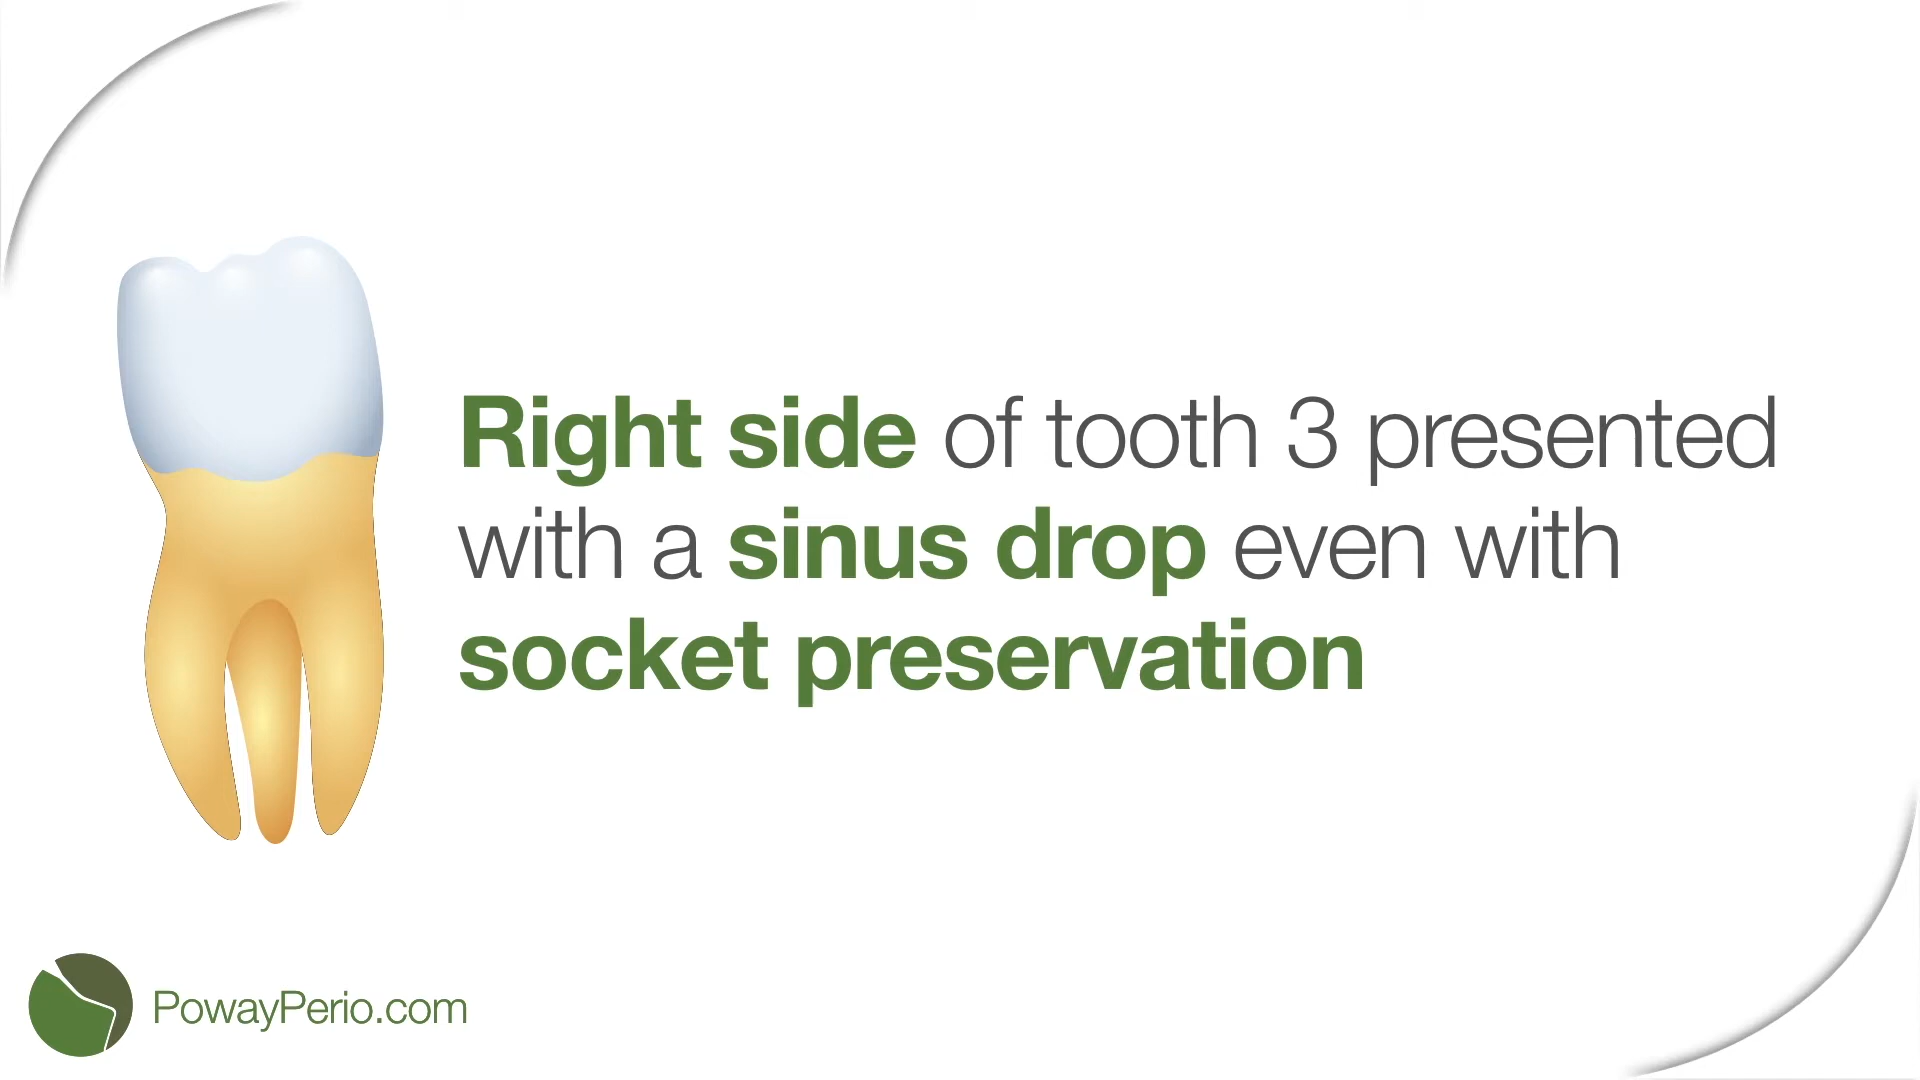 Right side of tooth 3 presented
with a sinus drop even with
socket preservation
PowayPerio.com